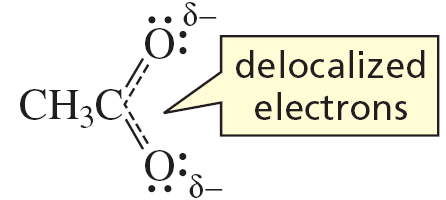 δ−
O
CH₃C
delocalized
electrons
O
δ−